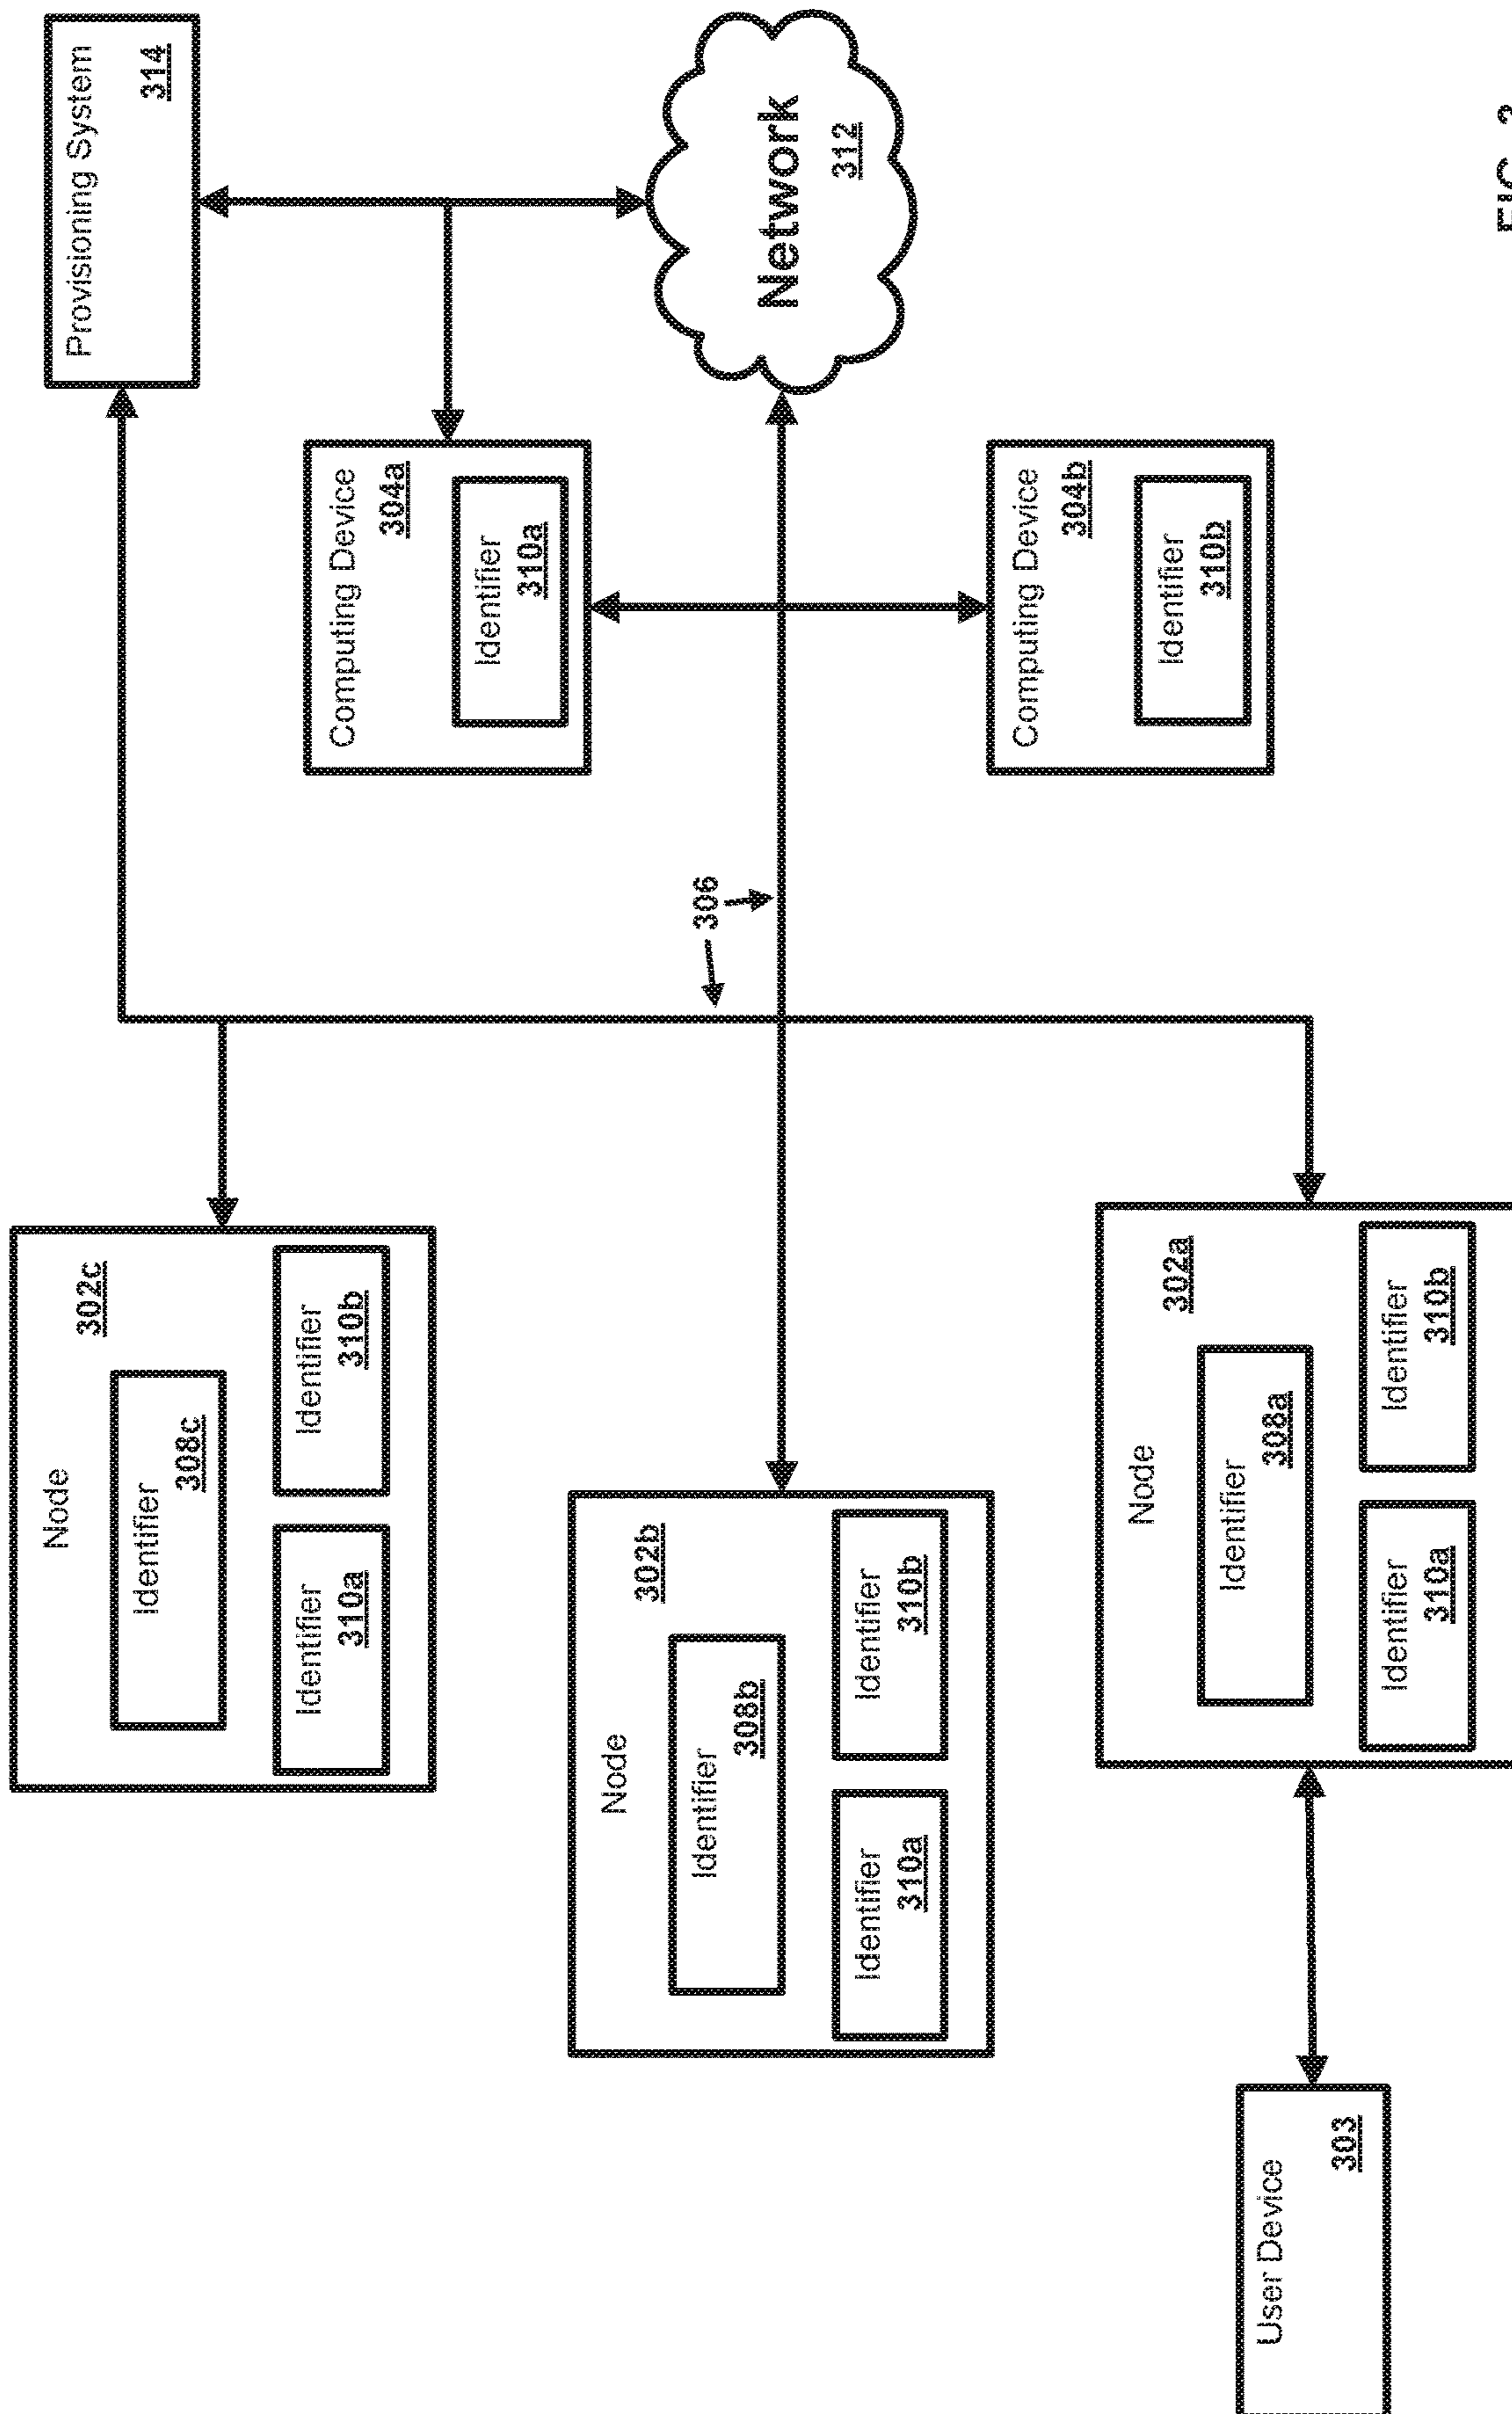 Node
302c
Identifier
308c
Identifier
310a
Identifier
310b
Provisioning System
314
Computing Device
304a
Identifier
310a
Node
302b
Identifier
308b
Identifier
310a
Identifier
310b
306
Network
312
Computing Device
304b
Identifier
310b
User Device
303
Node
302a
Identifier
308a
Identifier
310a
Identifier
310b
FIG. 3